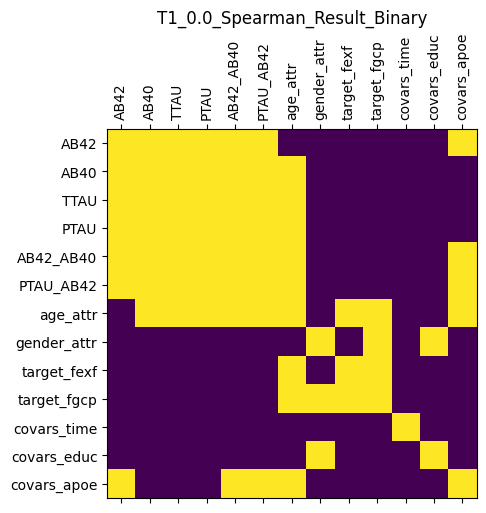 T1_0.0_Spearman_Result_Binary
AB42
AB40
TTAU
PTAU
AB42_AB40
PTAU_AB42
age_attr
gender_attr
target_fexf
target_fgcp
covars_time
covars_educ
covars_apoe
AB42
AB40
TTAU
PTAU
AB42_AB40
PTAU_AB42
age_attr
gender_attr
target_fexf
target_fgcp
covars_time
covars_educ
covars_apoe